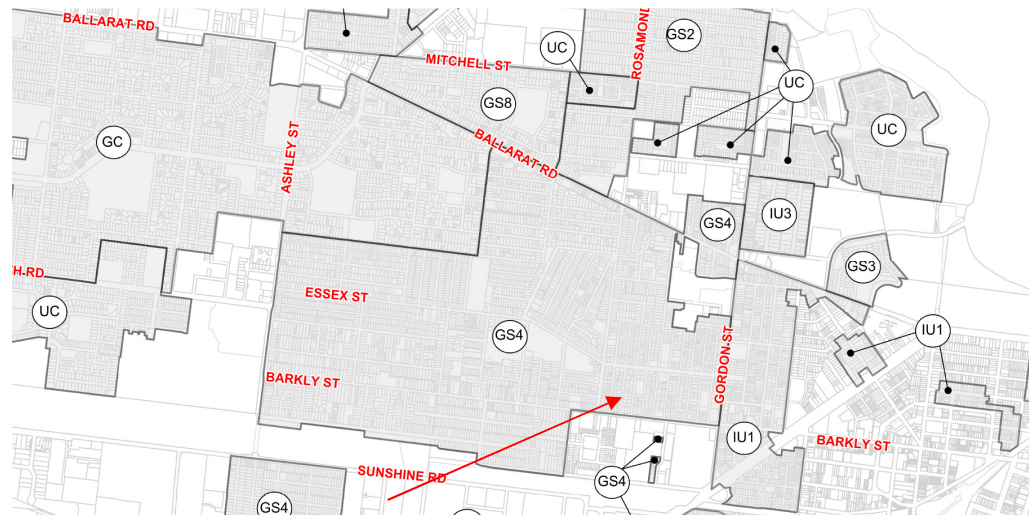 BALLARAT RD
ROSAMOND
GS2
UC
MITCHELL ST
UC
GS8
UC
GC
ASHLEY ST
BALLARAT RD
GS4
IU3
GS3
H RD
ESSEX ST
UC
GS4
IU1
GORDON ST
BARKLY ST
IU1
BARKLY ST
SUNSHINE RD
GS4
GS4